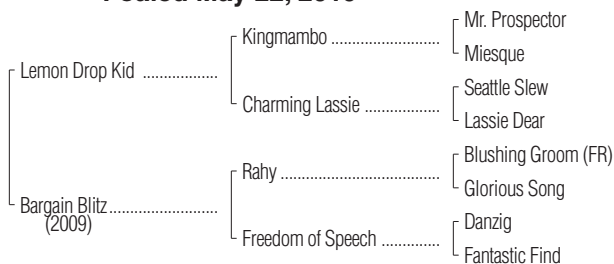 Foaled May 22, 2016
Mr. Prospector
Kingmambo ..........................
Miesque
Lemon Drop Kid ..................
Seattle Slew
Charming Lassie ..................
Lassie Dear
Blushing Groom (FR)
Rahy ......................................
Glorious Song
Bargain Blitz..........................
(2009)
Danzig
Freedom of Speech ..............
Fantastic Find